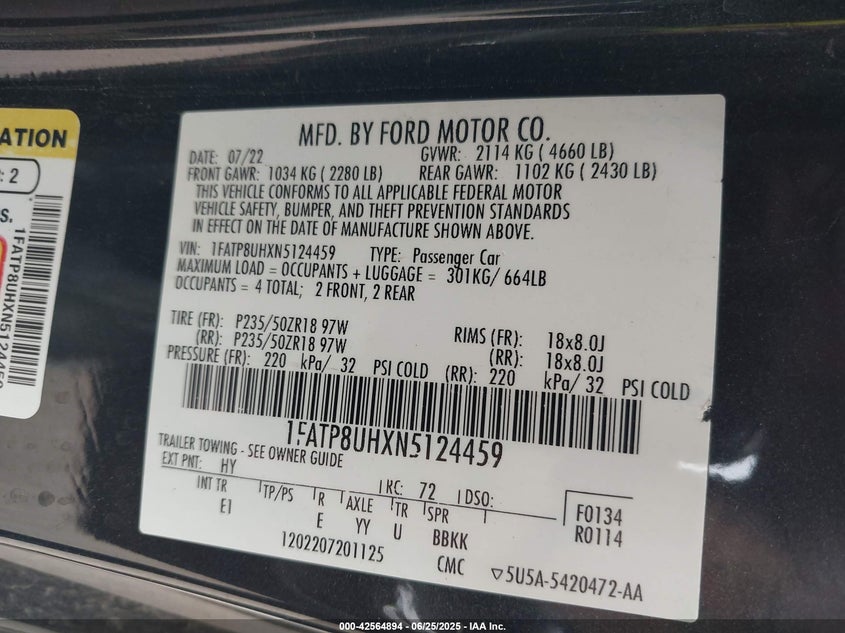 ATION
: 2
S.
1FATP8UHXN5124459
MFD. BY FORD MOTOR CO.
DATE: 07/22 GVWR: 2114 KG ( 4660 LB)
FRONT GAWR: 1034 KG ( 2280 LB) REAR GAWR: 1102 KG ( 2430 LB)
THIS VEHICLE CONFORMS TO ALL APPLICABLE FEDERAL MOTOR
VEHICLE SAFETY, BUMPER, AND THEFT PREVENTION STANDARDS
IN EFFECT ON THE DATE OF MANUFACTURE SHOWN ABOVE.
VIN: 1FATP8UHXN5124459 TYPE: Passenger Car
MAXIMUM LOAD = OCCUPANTS + LUGGAGE = 301KG/ 664LB
OCCUPANTS = 4 TOTAL; 2 FRONT, 2 REAR
TIRE (FR): P235/50ZR18 97W RIMS (FR): 18x8.0J
(RR): P235/50ZR18 97W (RR): 18x8.0J
PRESSURE (FR): 220 kPa/ 32 PSI COLD (RR): 220 kPa/ 32 PSI COLD
1FATP8UHXN5124459
TRAILER TOWING - SEE OWNER GUIDE
EXT PNT: HY RC: 72 DSO: F0134
INT TR TP/PS R AXLE TR SPR R0114
E1 E YY U BBKK
1202207201125 CMC ▽5U5A-5420472-AA
000-42564894 - 06/25/2025 - IAA Inc.